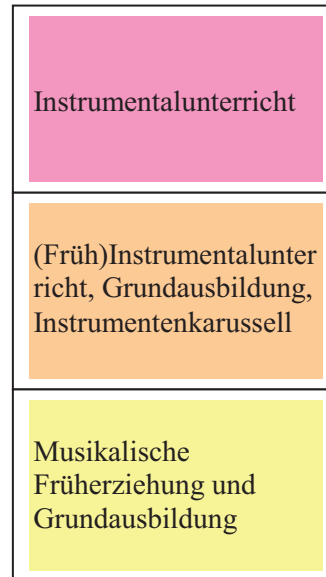 Instrumentalunterricht
(Früh)Instrumentalunter
richt, Grundausbildung,
Instrumentenkarussell
Musikalische
Früherziehung und
Grundausbildung